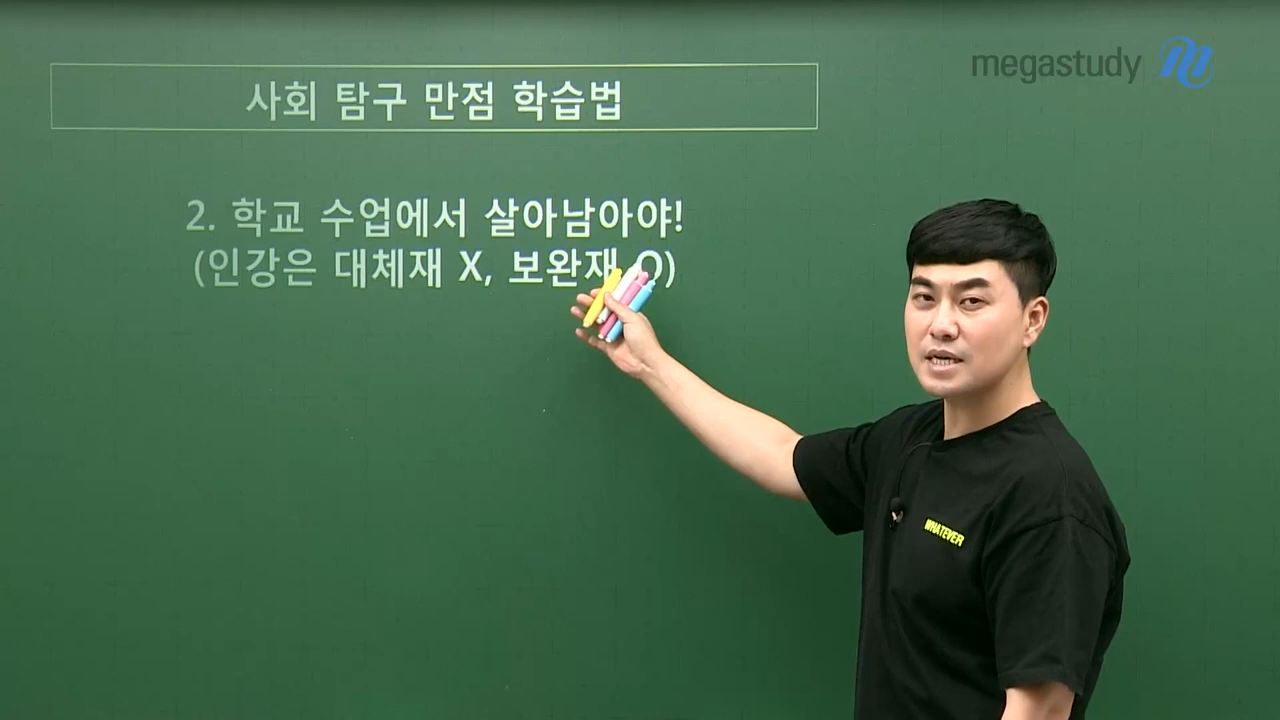 megastudy
사회 탐구 만점 학습법
2. 학교 수업에서 살아남아야!
(인강은 대체재 X, 보완재 O)
WHATEVER